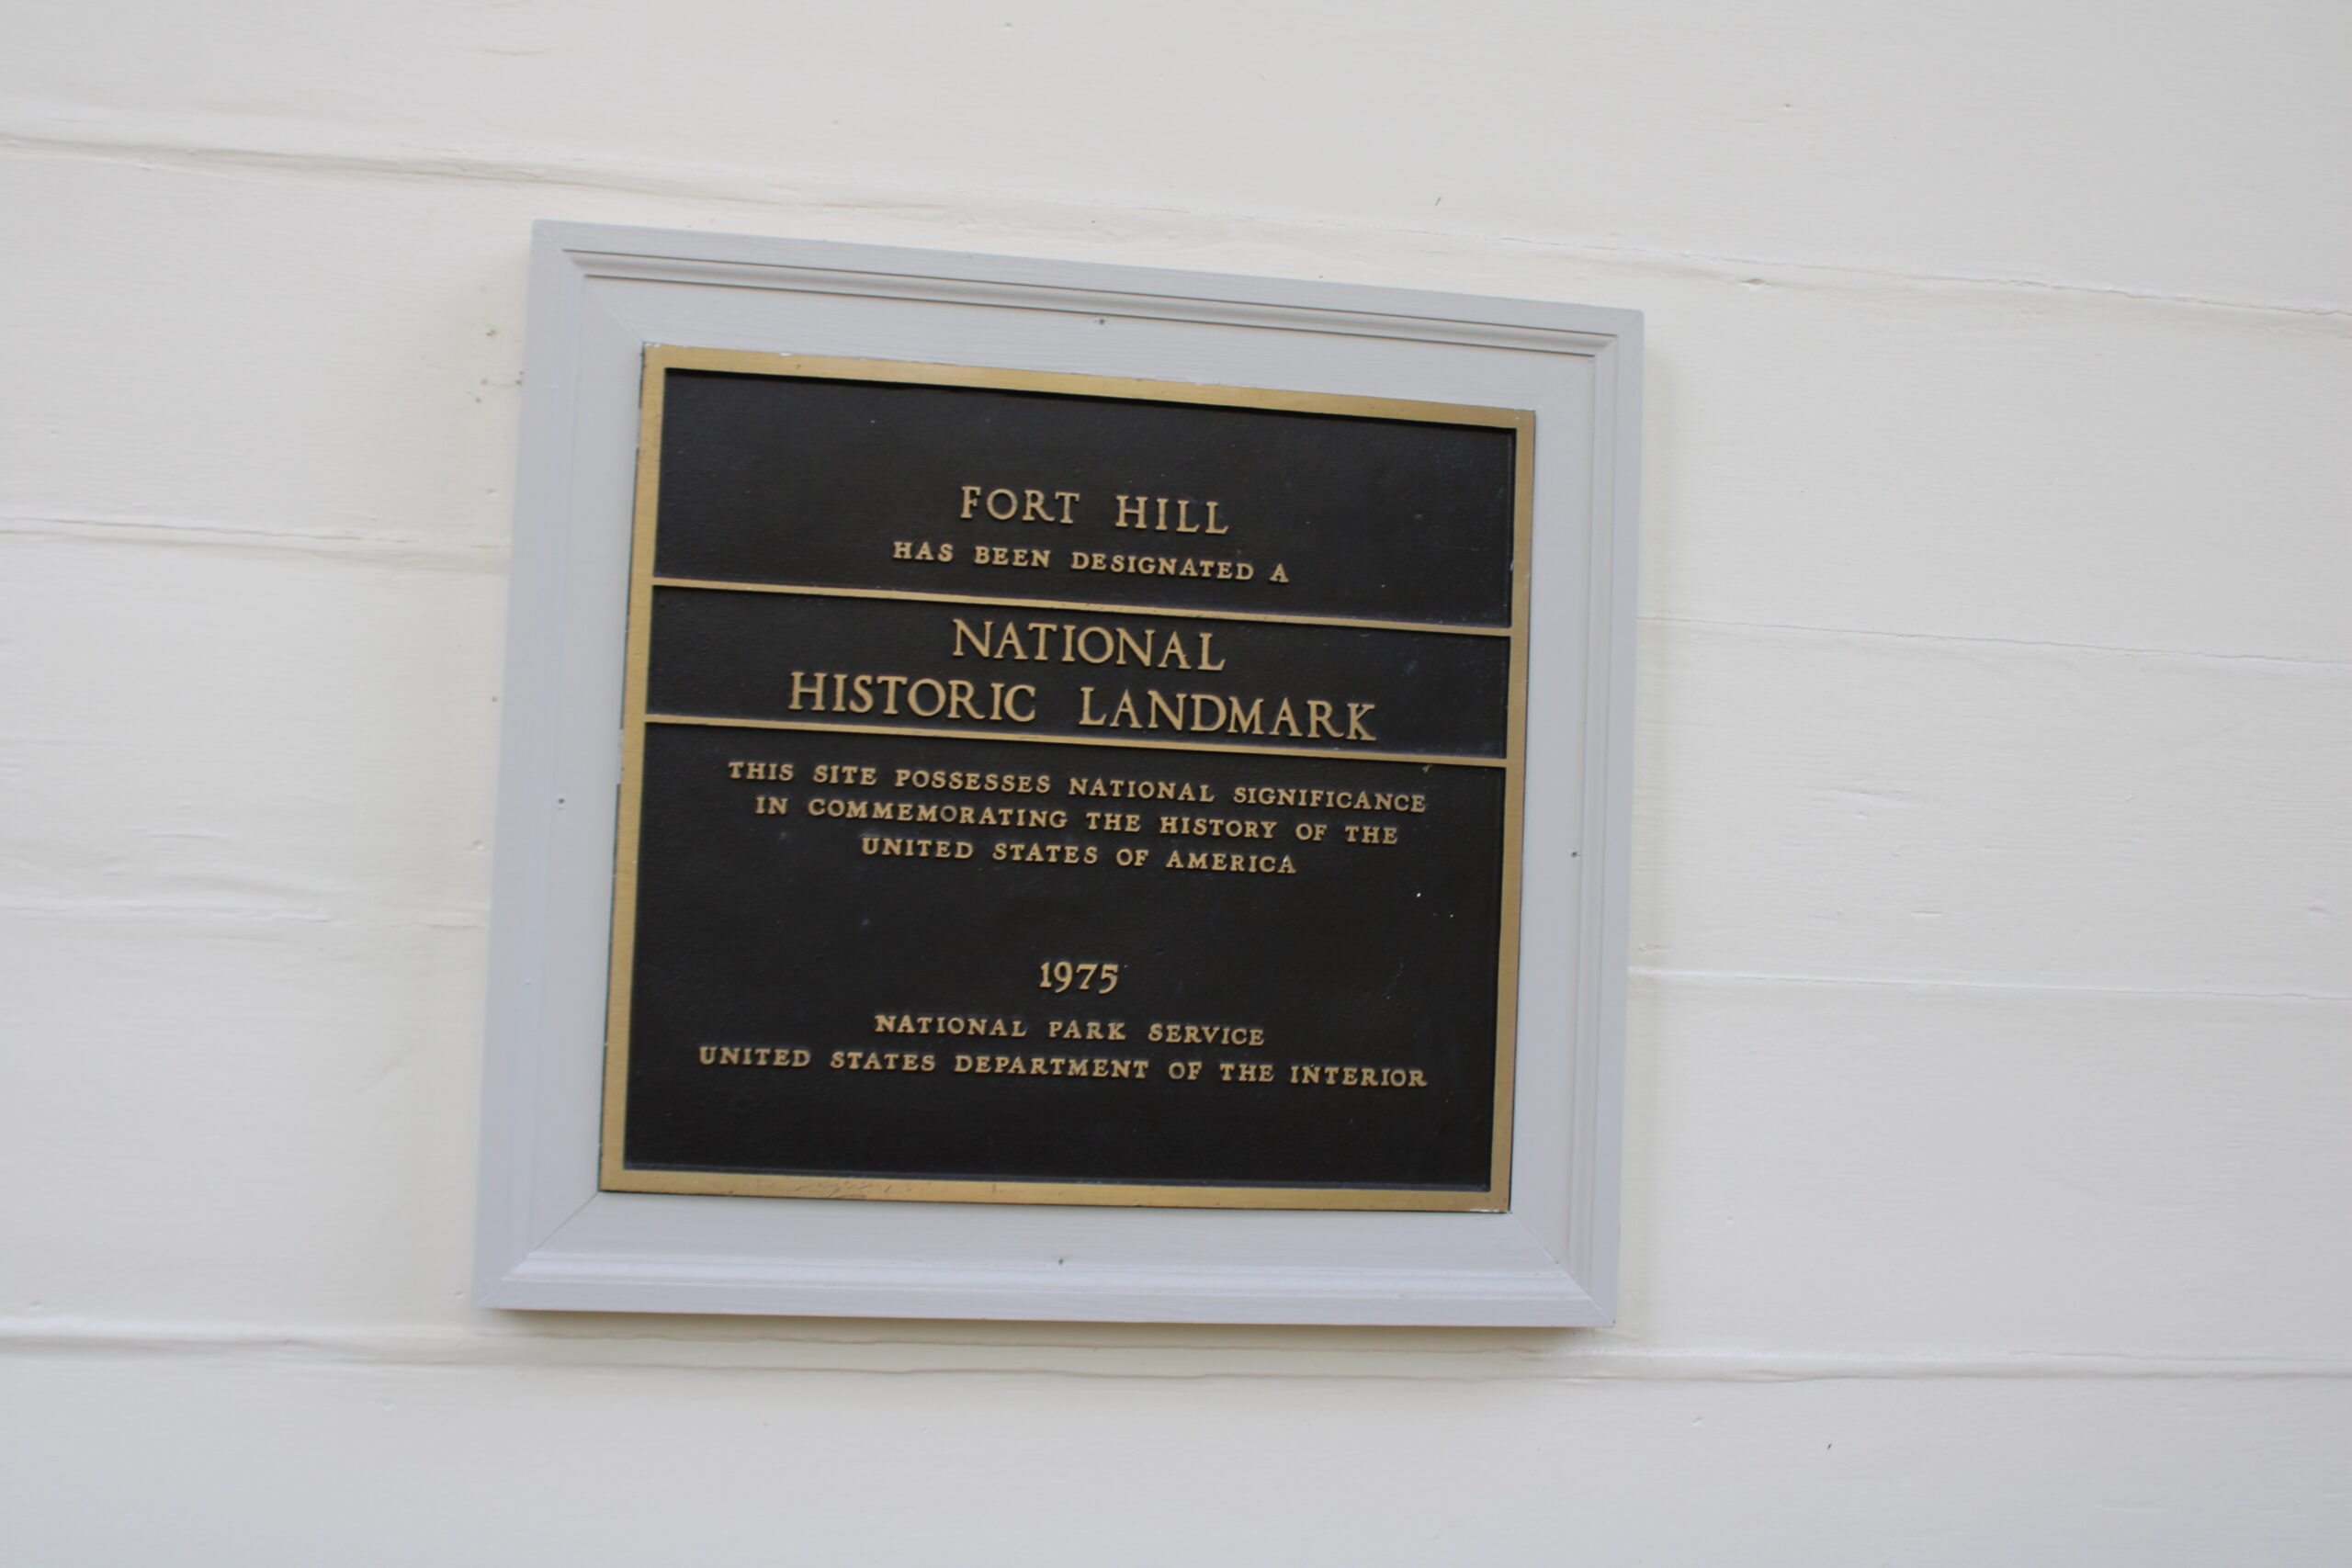 FORT HILL
HAS BEEN DESIGNATED A
NATIONAL
HISTORIC LANDMARK
THIS SITE POSSESSES NATIONAL SIGNIFICANCE
IN COMMEMORATING THE HISTORY OF THE
UNITED STATES OF AMERICA
1975
NATIONAL PARK SERVICE
UNITED STATES DEPARTMENT OF THE INTERIOR